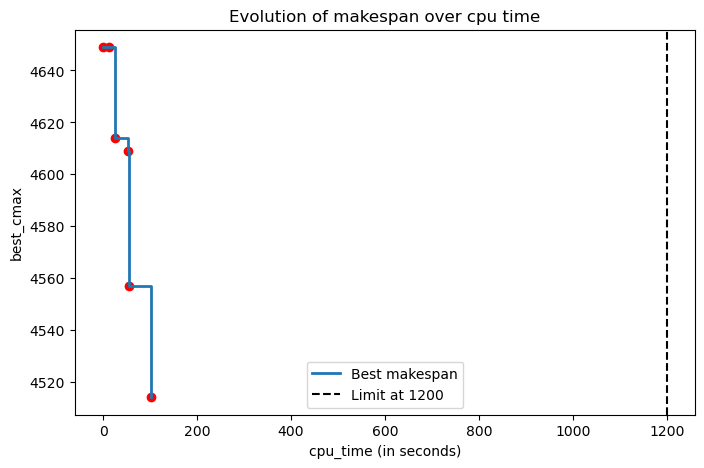 Evolution of makespan over cpu time
best_cmax
4640
4620
4600
4580
4560
4540
4520
Best makespan
Limit at 1200
0
200
400
600
800
1000
1200
cpu_time (in seconds)